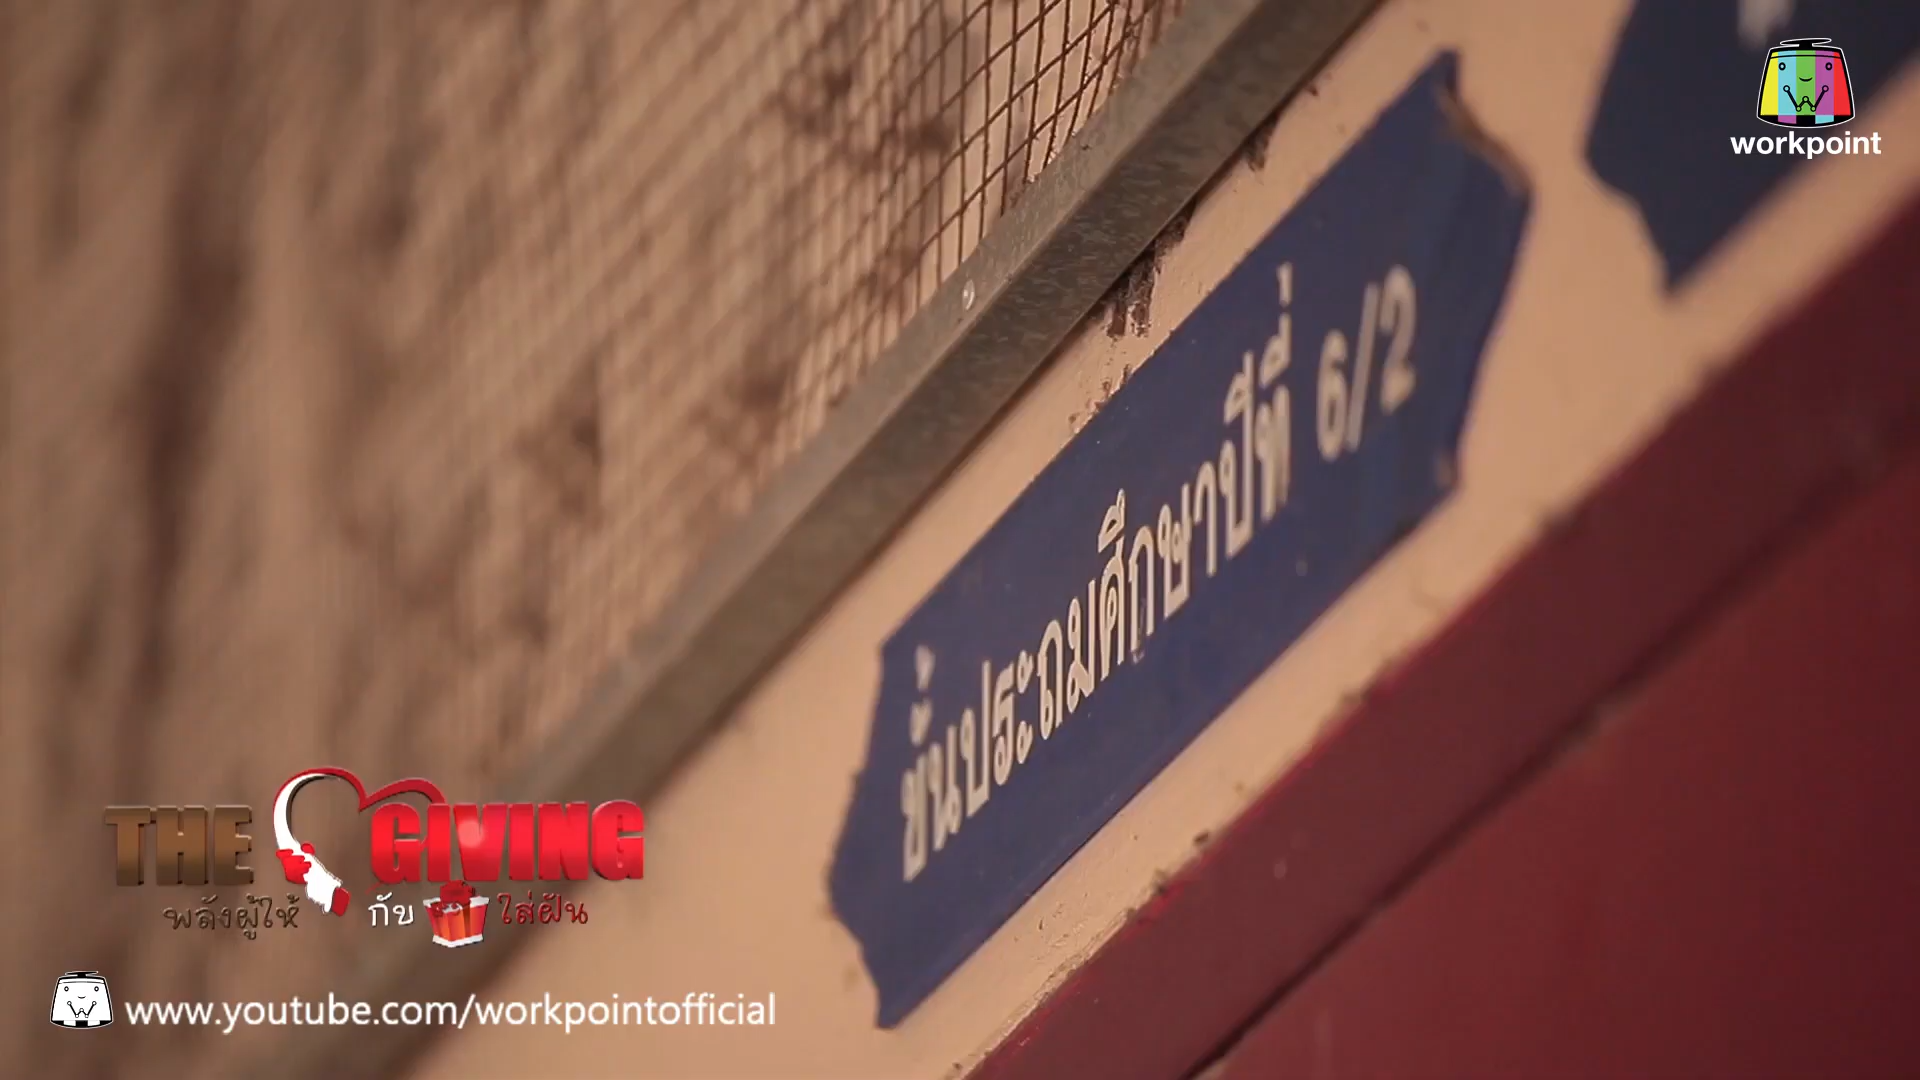 workpoint
ชั้นประถมศึกษาปีที่ 6/2
THE GIVING
พลังผู้ให้ กับ ใส่ฝัน
www.youtube.com/workpointofficial